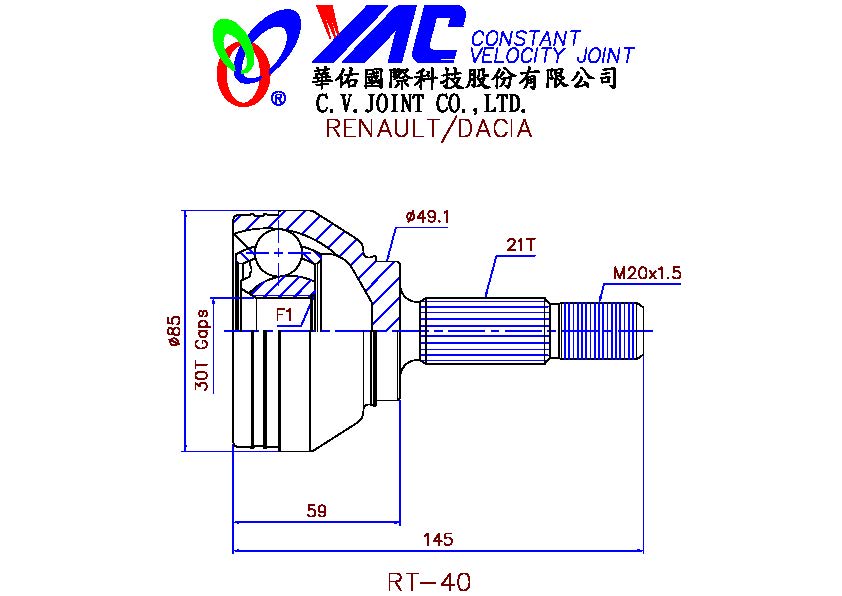 YAC CONSTANT
VELOCITY JOINT
®
華佑國際科技股份有限公司
C.V.JOINT CO.,LTD.
RENAULT/DACIA
ø49.1
21T
M20x1.5
F1
ø85
30T Gaps
59
145
RT-40